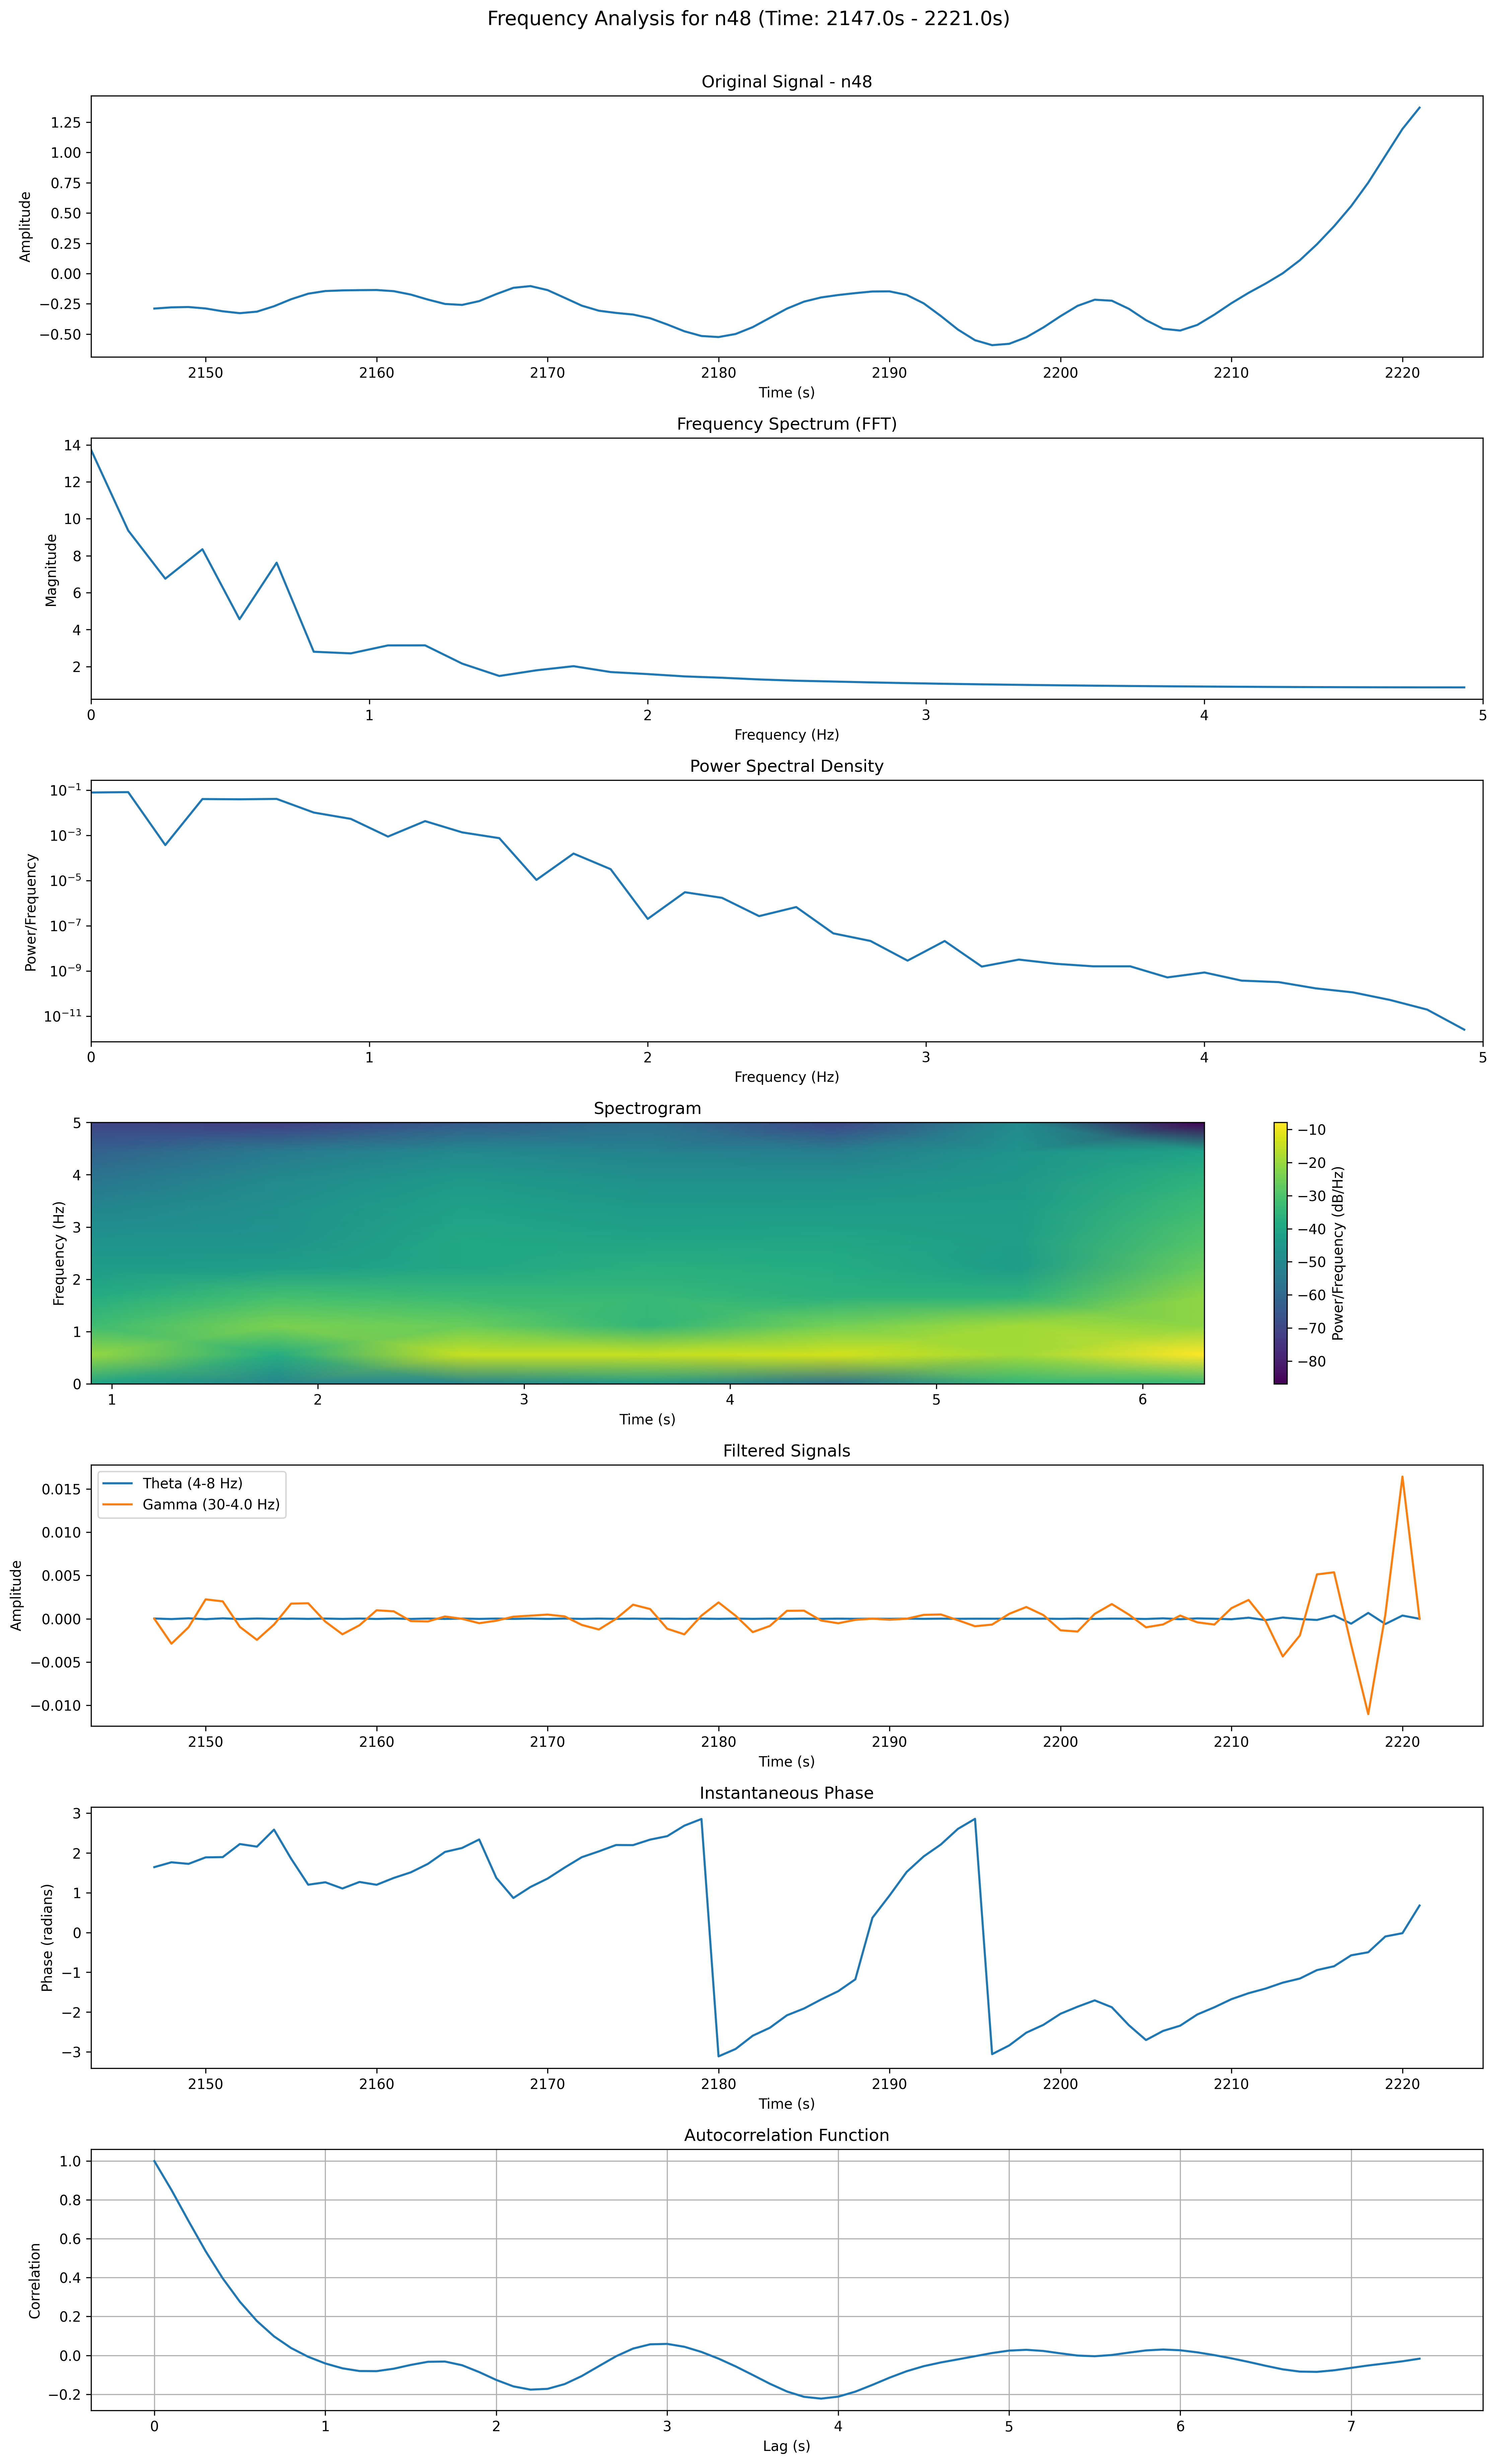 Frequency Analysis for n48 (Time: 2147.0s - 2221.0s)
Original Signal - n48
Amplitude
1.25
1.00
0.75
0.50
0.25
0.00
−0.25
−0.50
2150 2160 2170 2180 2190 2200 2210 2220
Time (s)
Frequency Spectrum (FFT)
Magnitude
14
12
10
8
6
4
2
0 1 2 3 4 5
Frequency (Hz)
Power Spectral Density
Power/Frequency
10⁻¹
10⁻³
10⁻⁵
10⁻⁷
10⁻⁹
10⁻¹¹
0 1 2 3 4 5
Frequency (Hz)
Spectrogram
Frequency (Hz)
5
4
3
2
1
0
1 2 3 4 5 6
Time (s)
−10
−20
−30
−40
−50
−60
−70
−80
Power/Frequency (dB/Hz)
Filtered Signals
Theta (4-8 Hz)
Gamma (30-4.0 Hz)
Amplitude
0.015
0.010
0.005
0.000
−0.005
−0.010
2150 2160 2170 2180 2190 2200 2210 2220
Time (s)
Instantaneous Phase
Phase (radians)
3
2
1
0
−1
−2
−3
2150 2160 2170 2180 2190 2200 2210 2220
Time (s)
Autocorrelation Function
Correlation
1.0
0.8
0.6
0.4
0.2
0.0
−0.2
0 1 2 3 4 5 6 7
Lag (s)